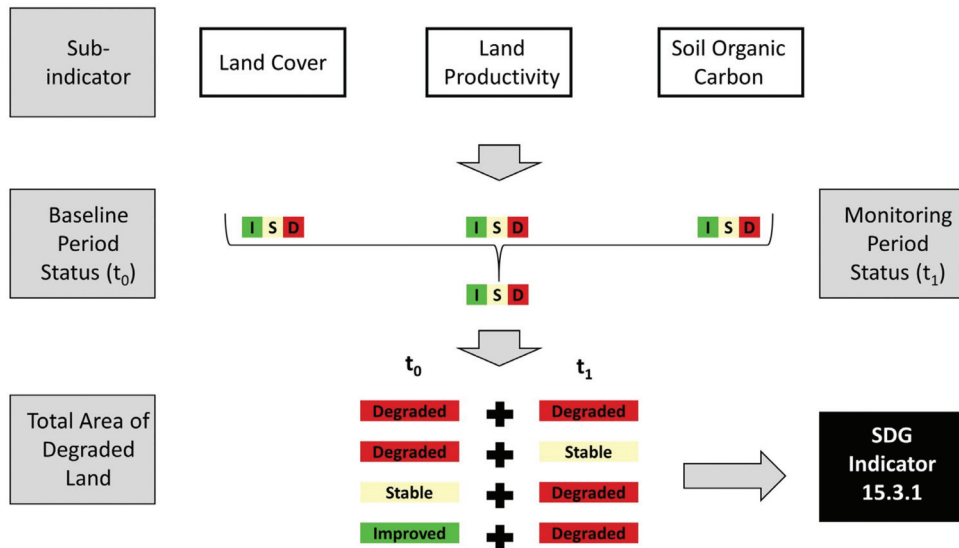 Sub-
indicator
Land Cover
Land
Productivity
Soil Organic
Carbon
Baseline
Period
Status (t₀)
I S D
I S D
I S D
Monitoring
Period
Status (t₁)
I S D
t₀
t₁
Total Area of
Degraded
Land
Degraded + Degraded
Degraded + Stable
Stable + Degraded
Improved + Degraded
SDG
Indicator
15.3.1